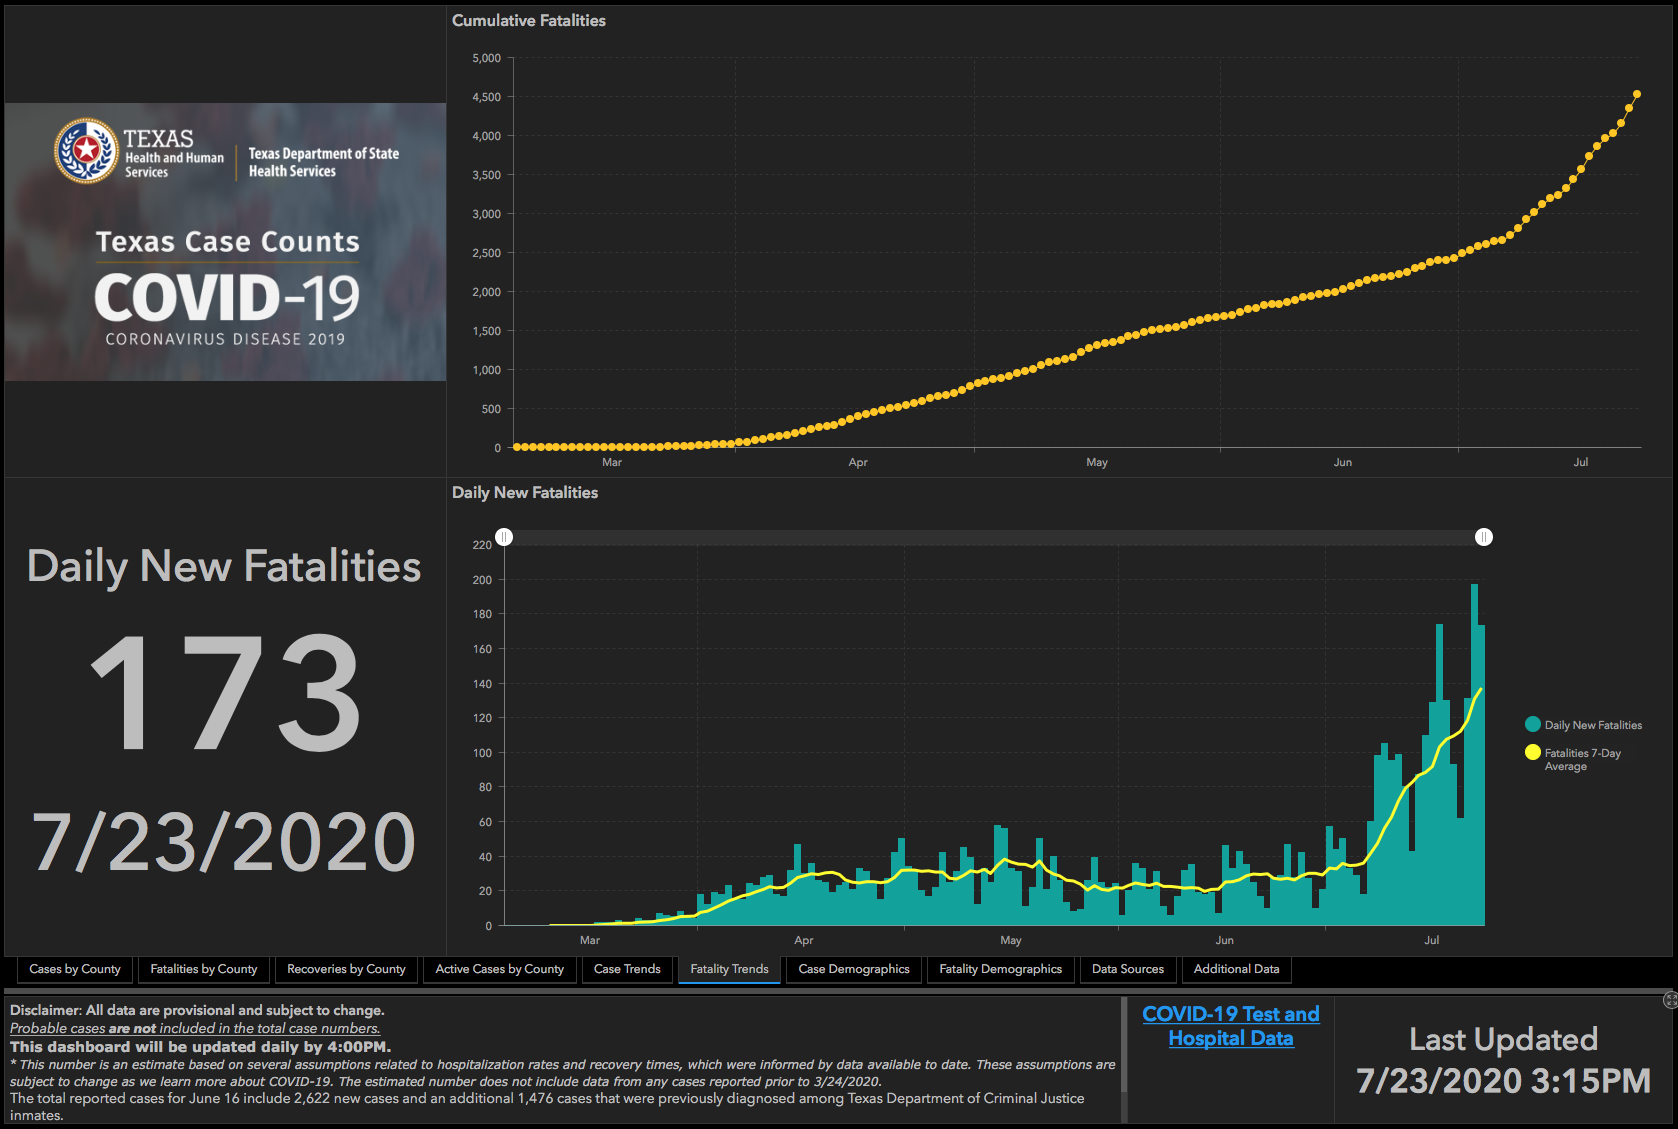 Cumulative Fatalities
5,000
4,500
4,000
3,500
3,000
2,500
2,000
1,500
1,000
500
0
Mar
Apr
May
Jun
Jul
TEXAS
Health and Human
Services
Texas Department of State
Health Services
Texas Case Counts
COVID-19
CORONAVIRUS DISEASE 2019
Daily New Fatalities
173
7/23/2020
Daily New Fatalities
220
200
180
160
140
120
100
80
60
40
20
0
Mar
Apr
May
Jun
Jul
Daily New Fatalities
Fatalities 7-Day
Average
Cases by County
Fatalities by County
Recoveries by County
Active Cases by County
Case Trends
Fatality Trends
Case Demographics
Fatality Demographics
Data Sources
Additional Data
Disclaimer: All data are provisional and subject to change.
Probable cases are not included in the total case numbers.
This dashboard will be updated daily by 4:00PM.
* This number is an estimate based on several assumptions related to hospitalization rates and recovery times, which were informed by data available to date. These assumptions are
subject to change as we learn more about COVID-19. The estimated number does not include data from any cases reported prior to 3/24/2020.
The total reported cases for June 16 include 2,622 new cases and an additional 1,476 cases that were previously diagnosed among Texas Department of Criminal Justice
inmates.
COVID-19 Test and
Hospital Data
Last Updated
7/23/2020 3:15PM